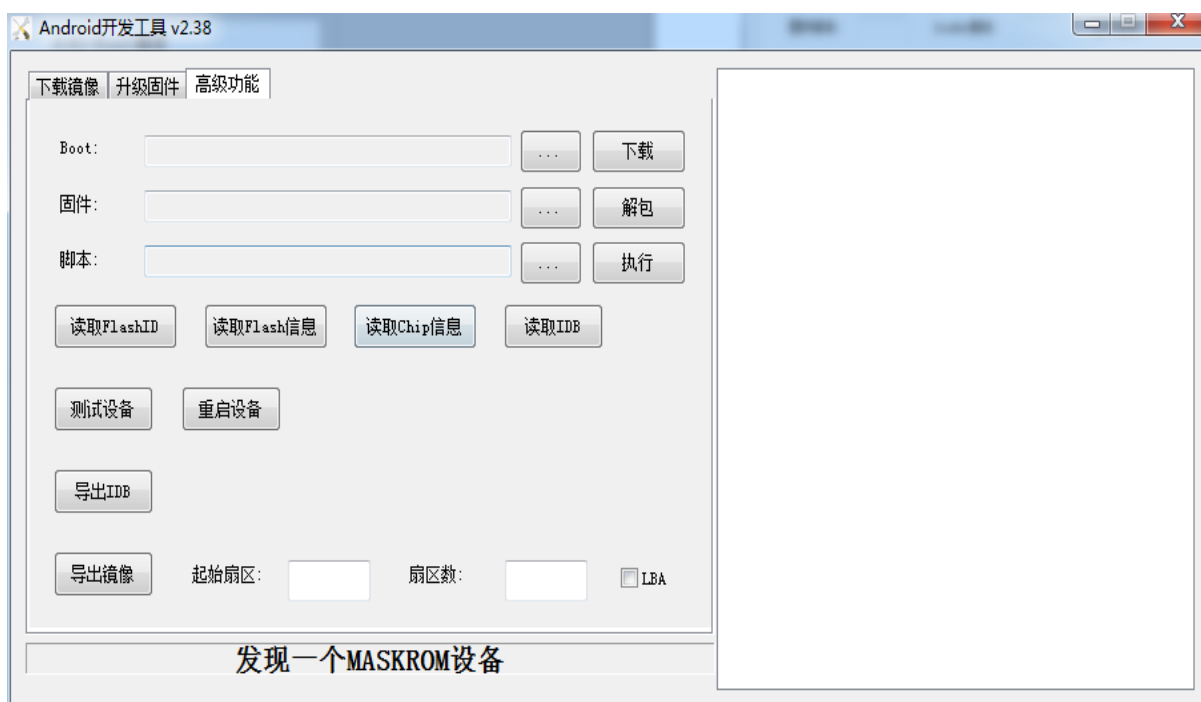 Android开发工具 v2.38
下载镜像 升级固件 高级功能
Boot: ... 下载
固件: ... 解包
脚本: ... 执行
读取FlashID 读取Flash信息 读取Chip信息 读取IDB
测试设备 重启设备
导出IDB
导出镜像 起始扇区: 扇区数: LBA
发现一个MASKROM设备